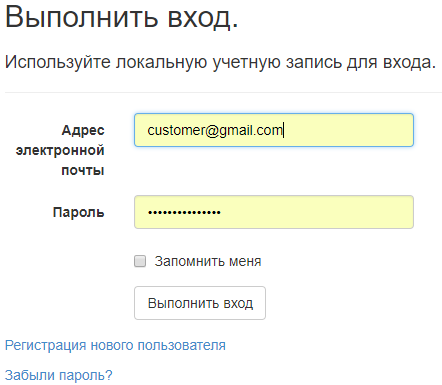 Выполнить вход.
Используйте локальную учетную запись для входа.
Адрес
электронной
почты
customer@gmail.com
Пароль
•••••••••••••••
Запомнить меня
Выполнить вход
Регистрация нового пользователя
Забыли пароль?